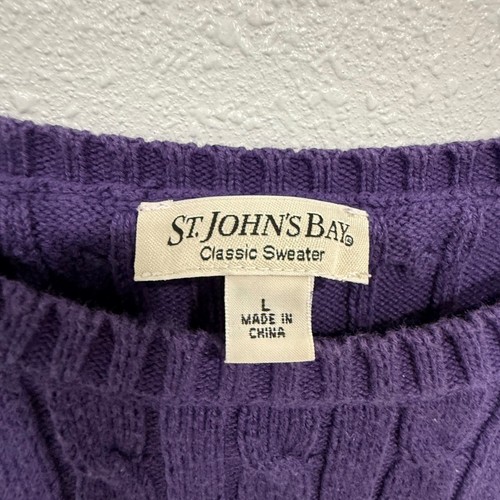 ST. JOHN'S BAY®
Classic Sweater
L
MADE IN
CHINA